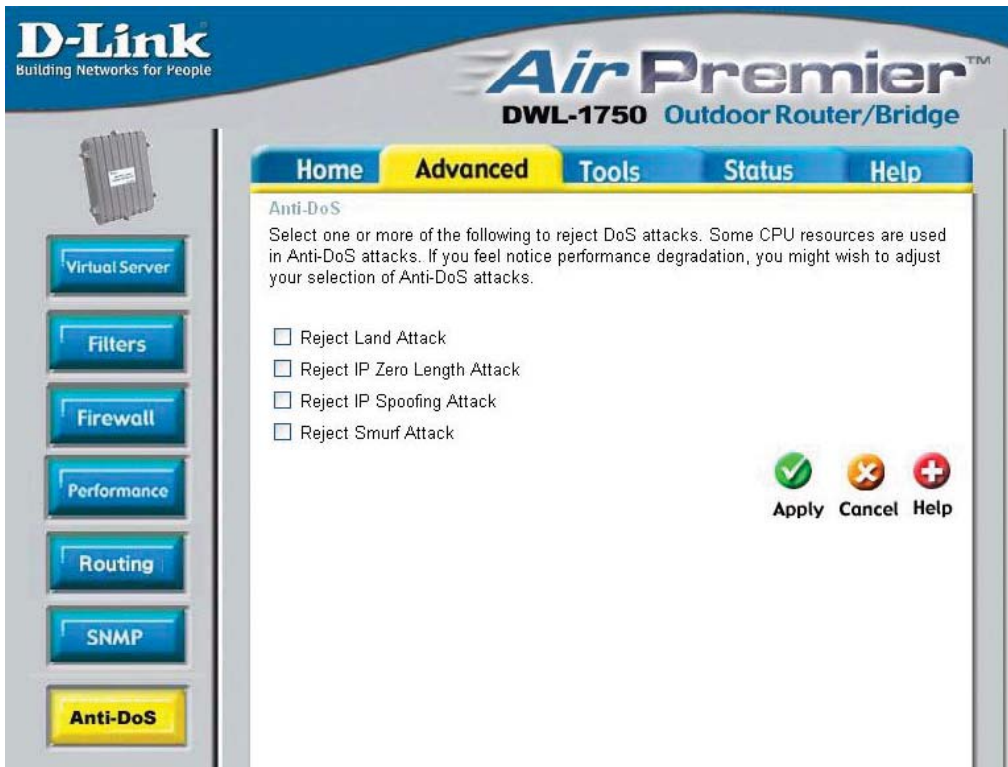 D-Link
Building Networks for People
Air Premier™
DWL-1750 Outdoor Router/Bridge
Home
Advanced
Tools
Status
Help
Virtual Server
Filters
Firewall
Performance
Routing
SNMP
Anti-DoS
Anti-DoS
Select one or more of the following to reject DoS attacks. Some CPU resources are used
in Anti-DoS attacks. If you feel notice performance degradation, you might wish to adjust
your selection of Anti-DoS attacks.
Reject Land Attack
Reject IP Zero Length Attack
Reject IP Spoofing Attack
Reject Smurf Attack
Apply
Cancel
Help